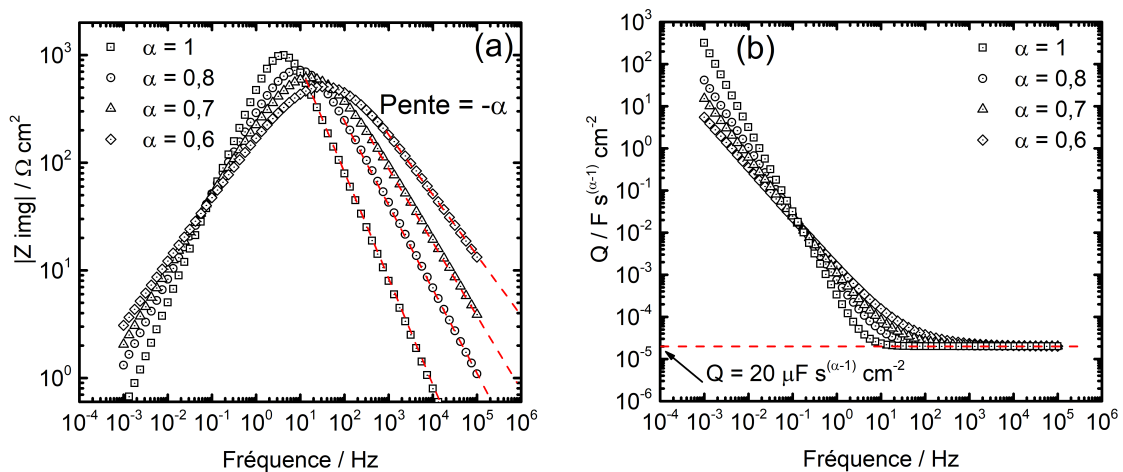 (a)
α = 1
α = 0,8
α = 0,7
α = 0,6
Pente = -α
10³
10²
10¹
10⁰
|Z img| / Ω cm²
10⁻⁴ 10⁻³ 10⁻² 10⁻¹ 10⁰ 10¹ 10² 10³ 10⁴ 10⁵ 10⁶
Fréquence / Hz
(b)
α = 1
α = 0,8
α = 0,7
α = 0,6
10³
10²
10¹
10⁰
10⁻¹
10⁻²
10⁻³
10⁻⁴
10⁻⁵
10⁻⁶
Q / F s⁽ᵅ⁻¹⁾ cm⁻²
Q = 20 μF s⁽ᵅ⁻¹⁾ cm⁻²
10⁻⁴ 10⁻³ 10⁻² 10⁻¹ 10⁰ 10¹ 10² 10³ 10⁴ 10⁵ 10⁶
Fréquence / Hz